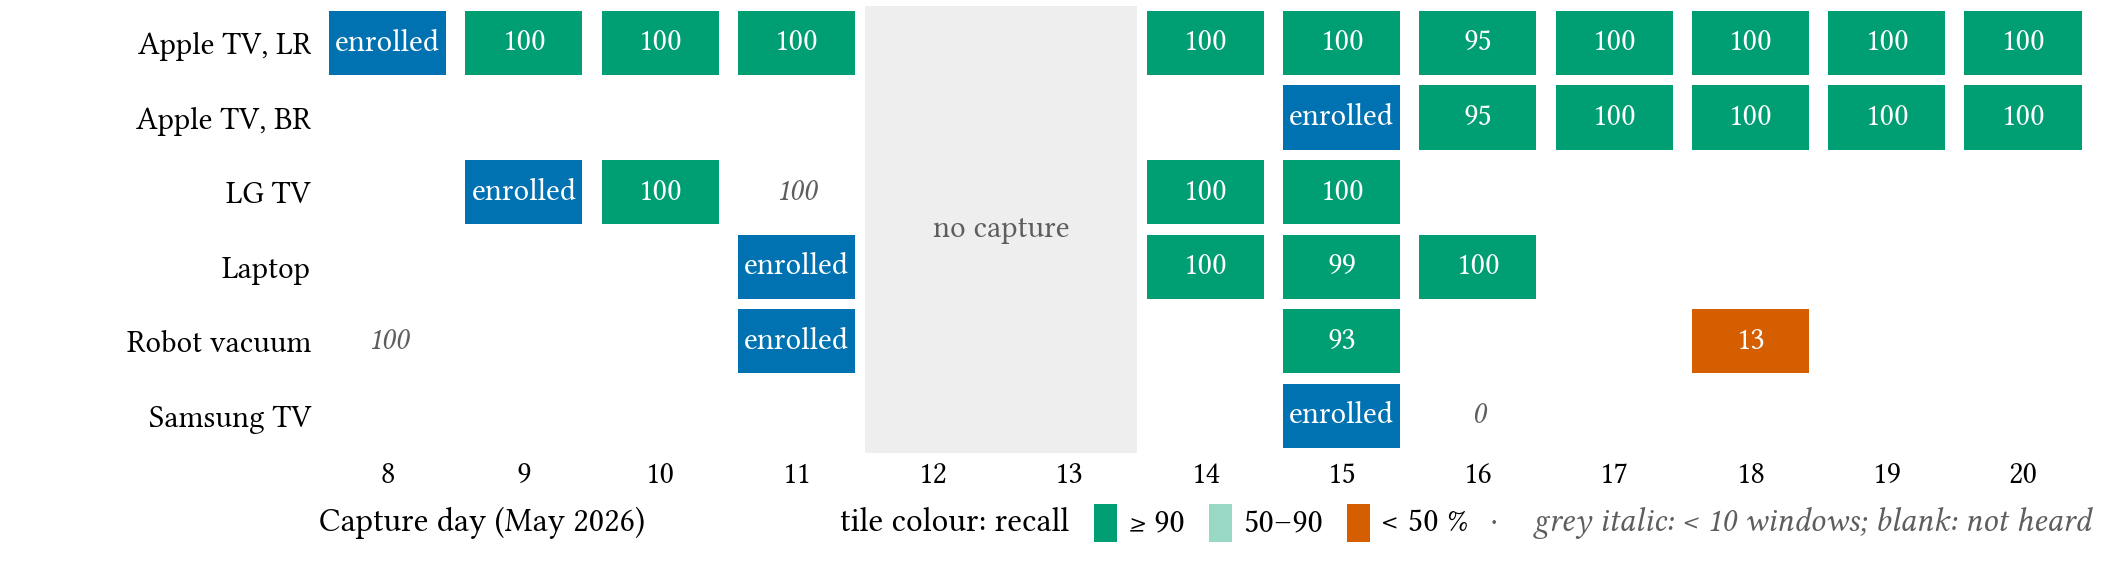 Apple TV, LR enrolled 100 100 100 100 100 95 100 100 100 100
Apple TV, BR enrolled 95 100 100 100 100
LG TV enrolled 100 100 100 100
no capture
Laptop enrolled 100 99 100
Robot vacuum 100 enrolled 93 13
Samsung TV enrolled 0
8 9 10 11 12 13 14 15 16 17 18 19 20
Capture day (May 2026) tile colour: recall ≥ 90 50–90 < 50 % · grey italic: < 10 windows; blank: not heard